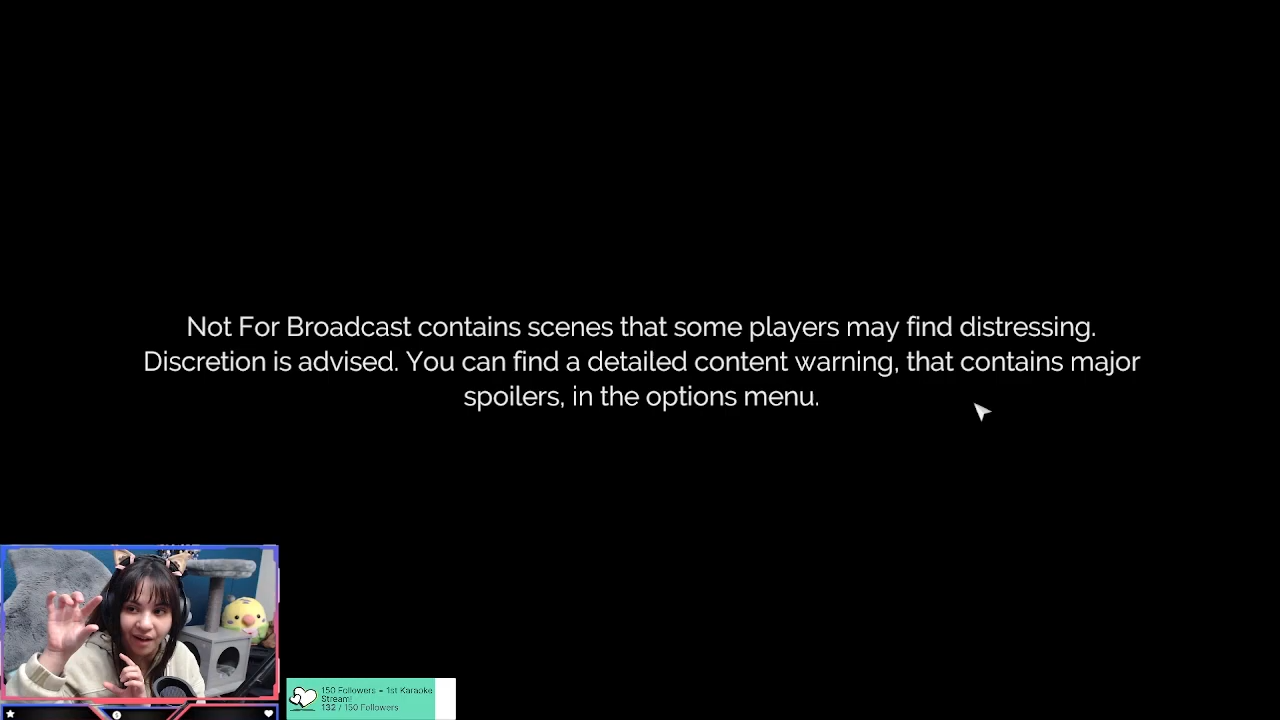 Not For Broadcast contains scenes that some players may find distressing.
Discretion is advised. You can find a detailed content warning, that contains major
spoilers, in the options menu.
150 Followers = 1st Karaoke
Stream!
132 / 150 Followers